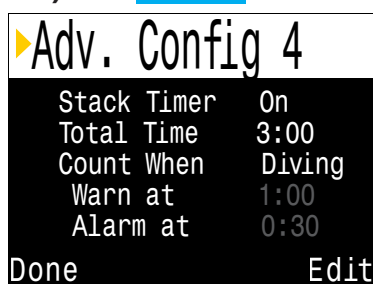 Adv. Config 4
Stack Timer On
Total Time 3:00
Count When Diving
Warn at 1:00
Alarm at 0:30
Done Edit